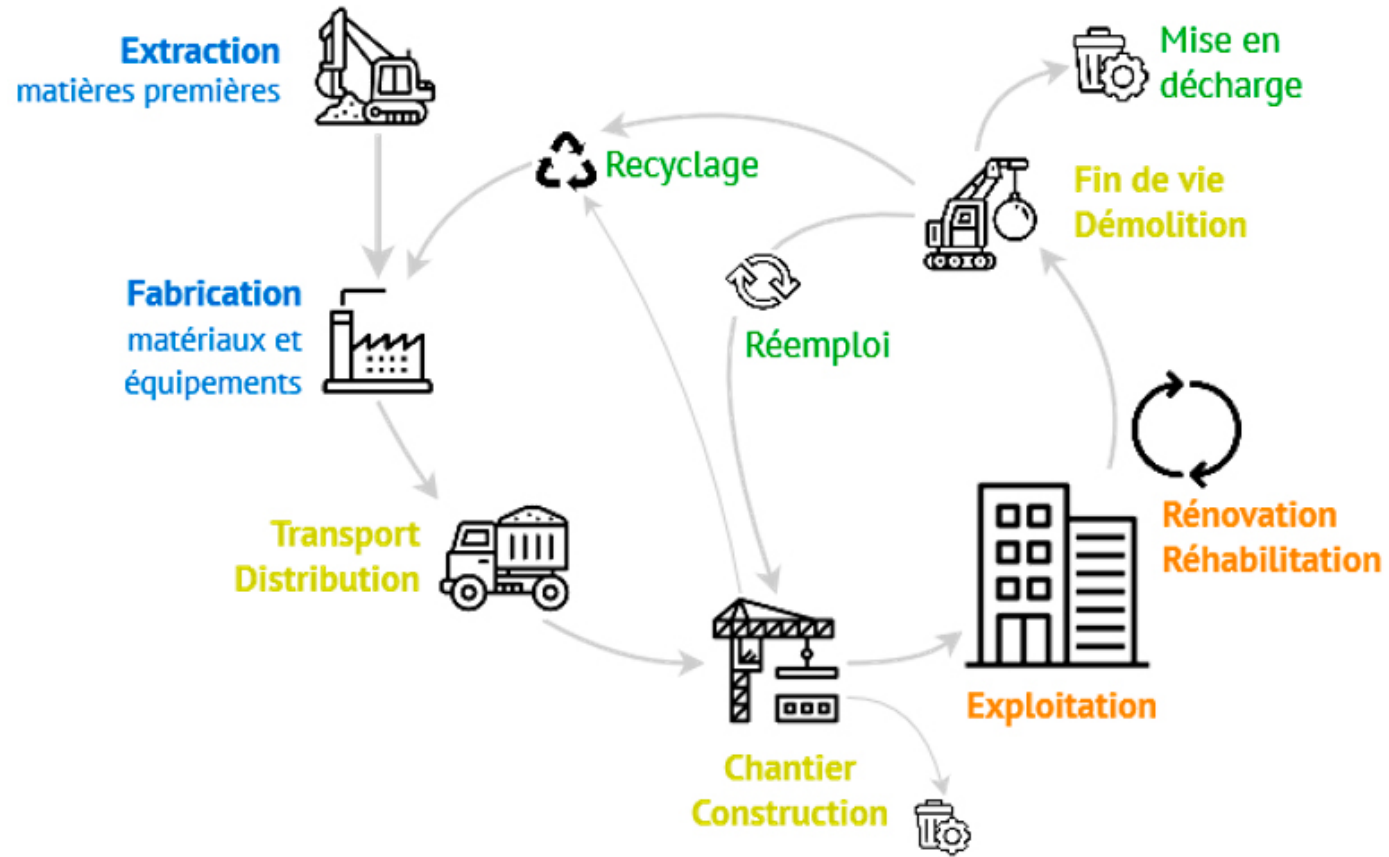 Extraction
matières premières
Mise en
décharge
Recyclage
Fin de vie
Démolition
Fabrication
matériaux et
équipements
Réemploi
Transport
Distribution
Rénovation
Réhabilitation
Exploitation
Chantier
Construction